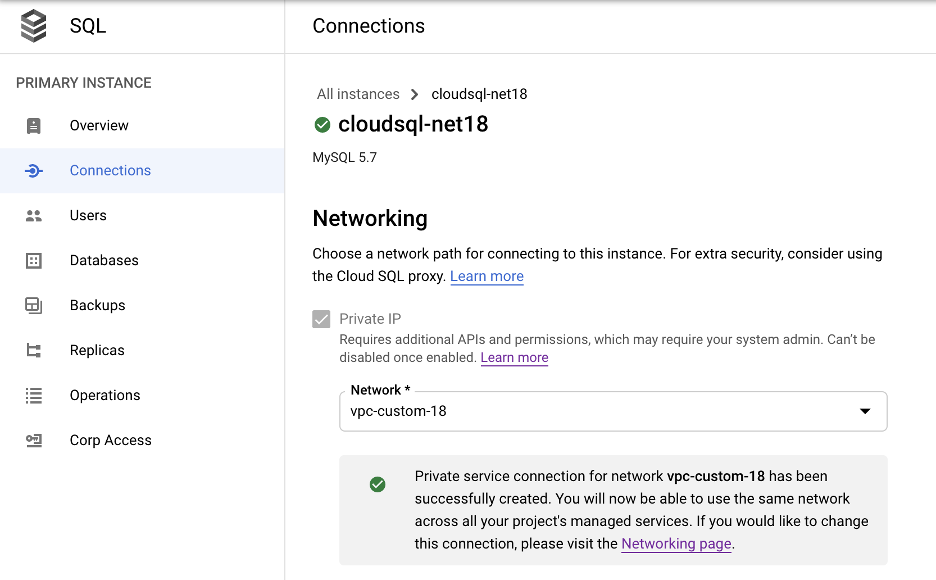 SQL
Connections
PRIMARY INSTANCE
Overview
Connections
Users
Databases
Backups
Replicas
Operations
Corp Access
All instances > cloudsql-net18
cloudsql-net18
MySQL 5.7
Networking
Choose a network path for connecting to this instance. For extra security, consider using
the Cloud SQL proxy. Learn more
Private IP
Requires additional APIs and permissions, which may require your system admin. Can't be
disabled once enabled. Learn more
Network *
vpc-custom-18
Private service connection for network vpc-custom-18 has been
successfully created. You will now be able to use the same network
across all your project's managed services. If you would like to change
this connection, please visit the Networking page.